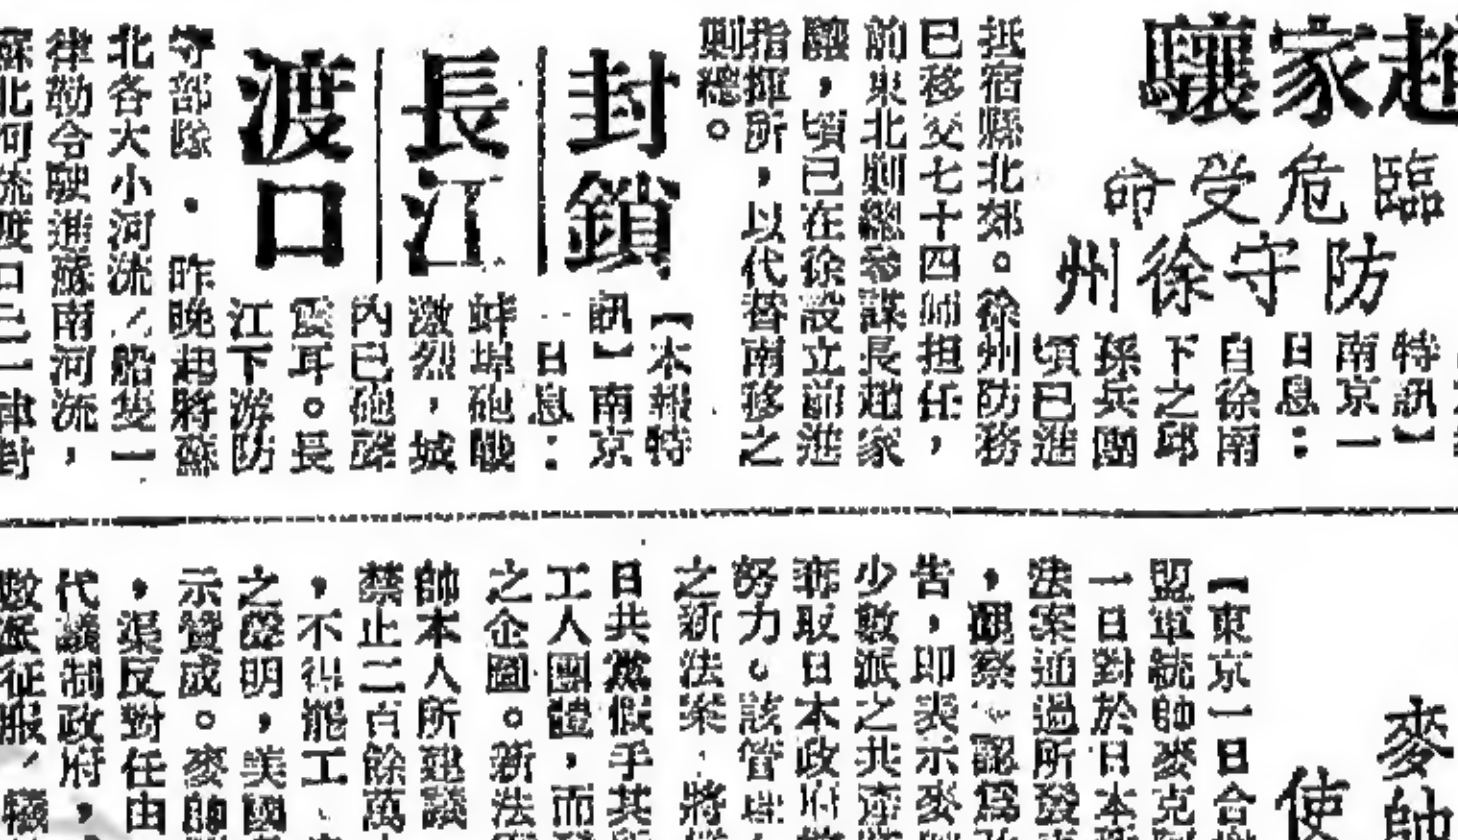 趙家驤
臨危受命
防守徐州
特訊】
南京一
日息：
自徐南
下之邱
孫兵團
頃已進
抵宿縣北郊。徐州防務
已移交七十四師担任，
前東北剿總參謀長趙家
驤，頃已在徐設立前進
指揮所，以代替南移之
剿總。
封鎖
長江
渡口
【本報特
訊】南京
一日息：
蚌埠砲戰
激烈，城
內已砲聲
震耳。長
江下游防
守部隊，昨晚起將蘇
北各大小河流之船隻一
律勒令駛進蘇南河流，
蘇北河流渡口已一律封
麥帥
使
【東京一日合
盟軍統帥麥克
一日對於日本
法案通過所發
，觀察 認爲
告，即表示麥
少數派之共產
奪取日本政府
努力。該管理
之新法案，將
日共黨假手其
工人團體，而
之企圖。新法
帥本人所建議
禁止二百餘萬
，不得罷工、
之聲明，美國
示贊成。麥帥
，渠反對任由
代議制政府，
數派征服、